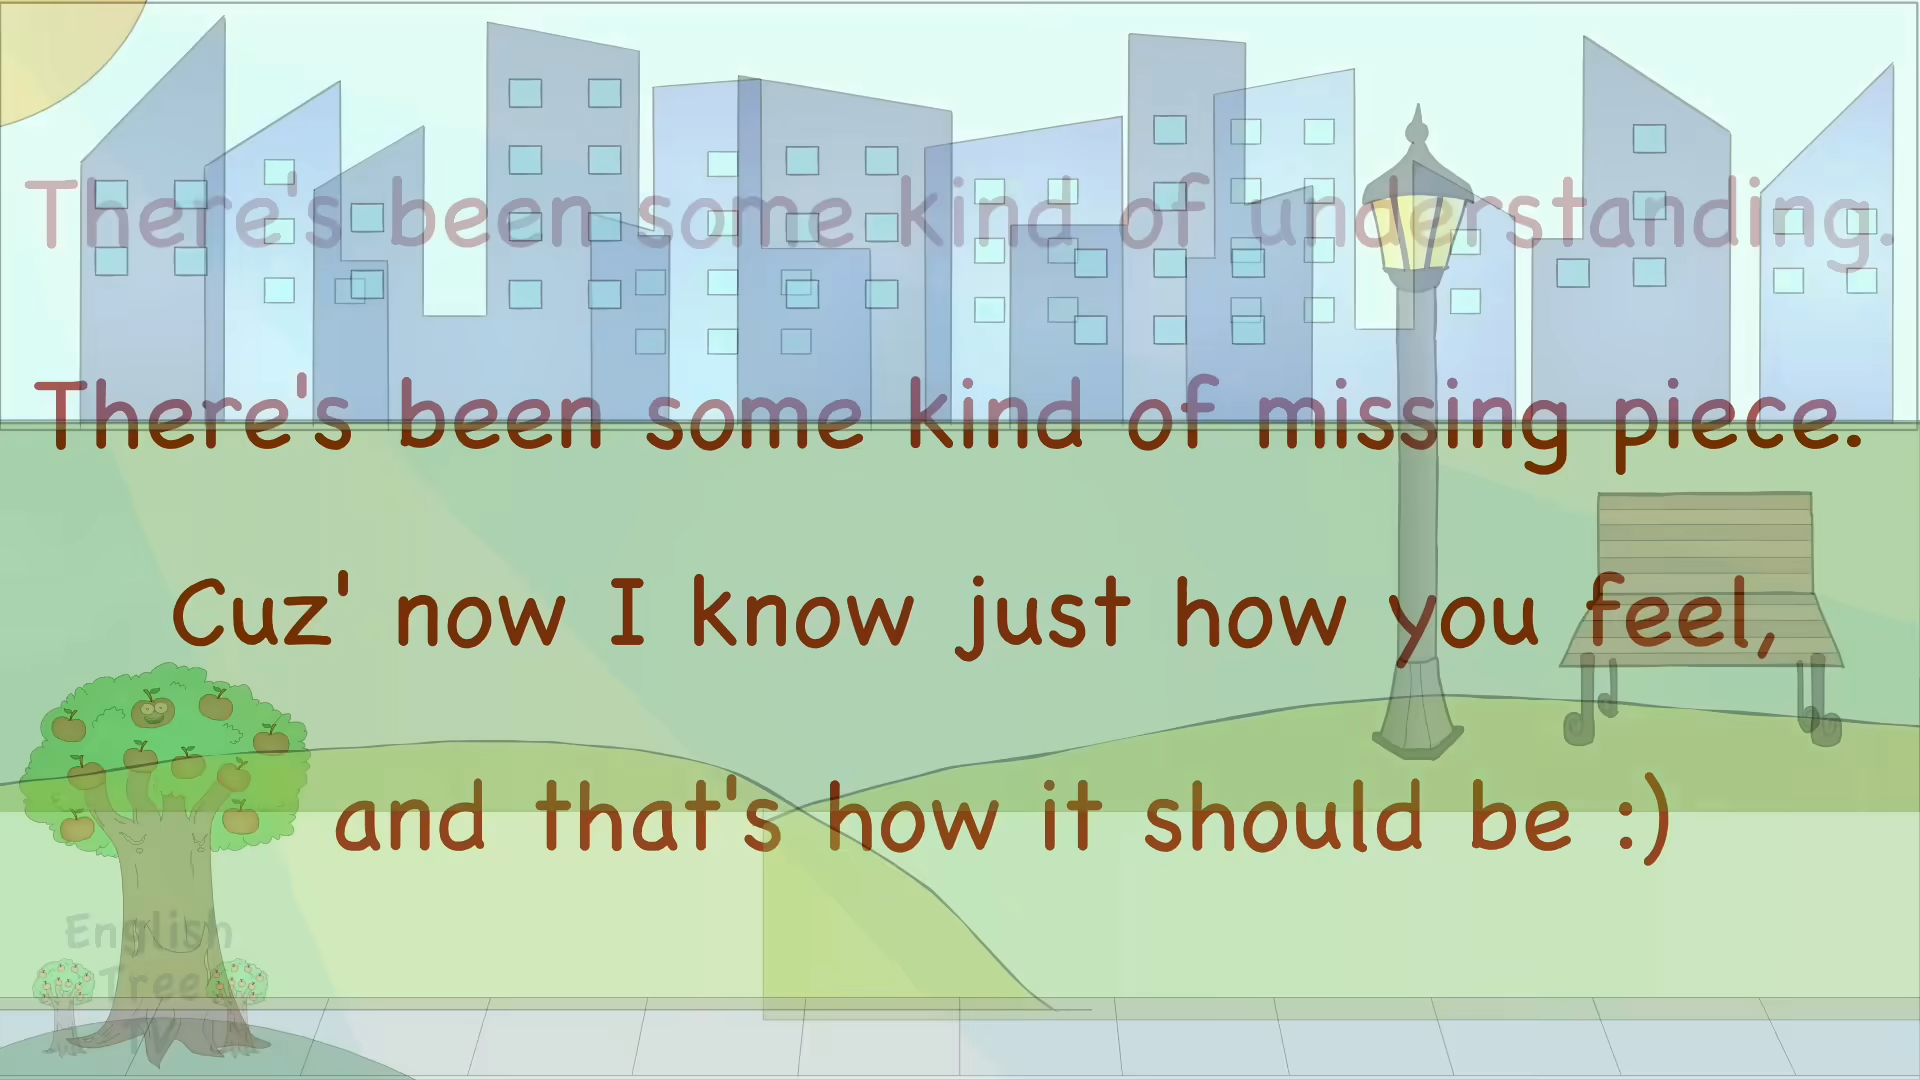 There's been some kind of understanding.
There's been some kind of missing piece.
Cuz' now I know just how you feel,
and that's how it should be :)
English
Tree
TV